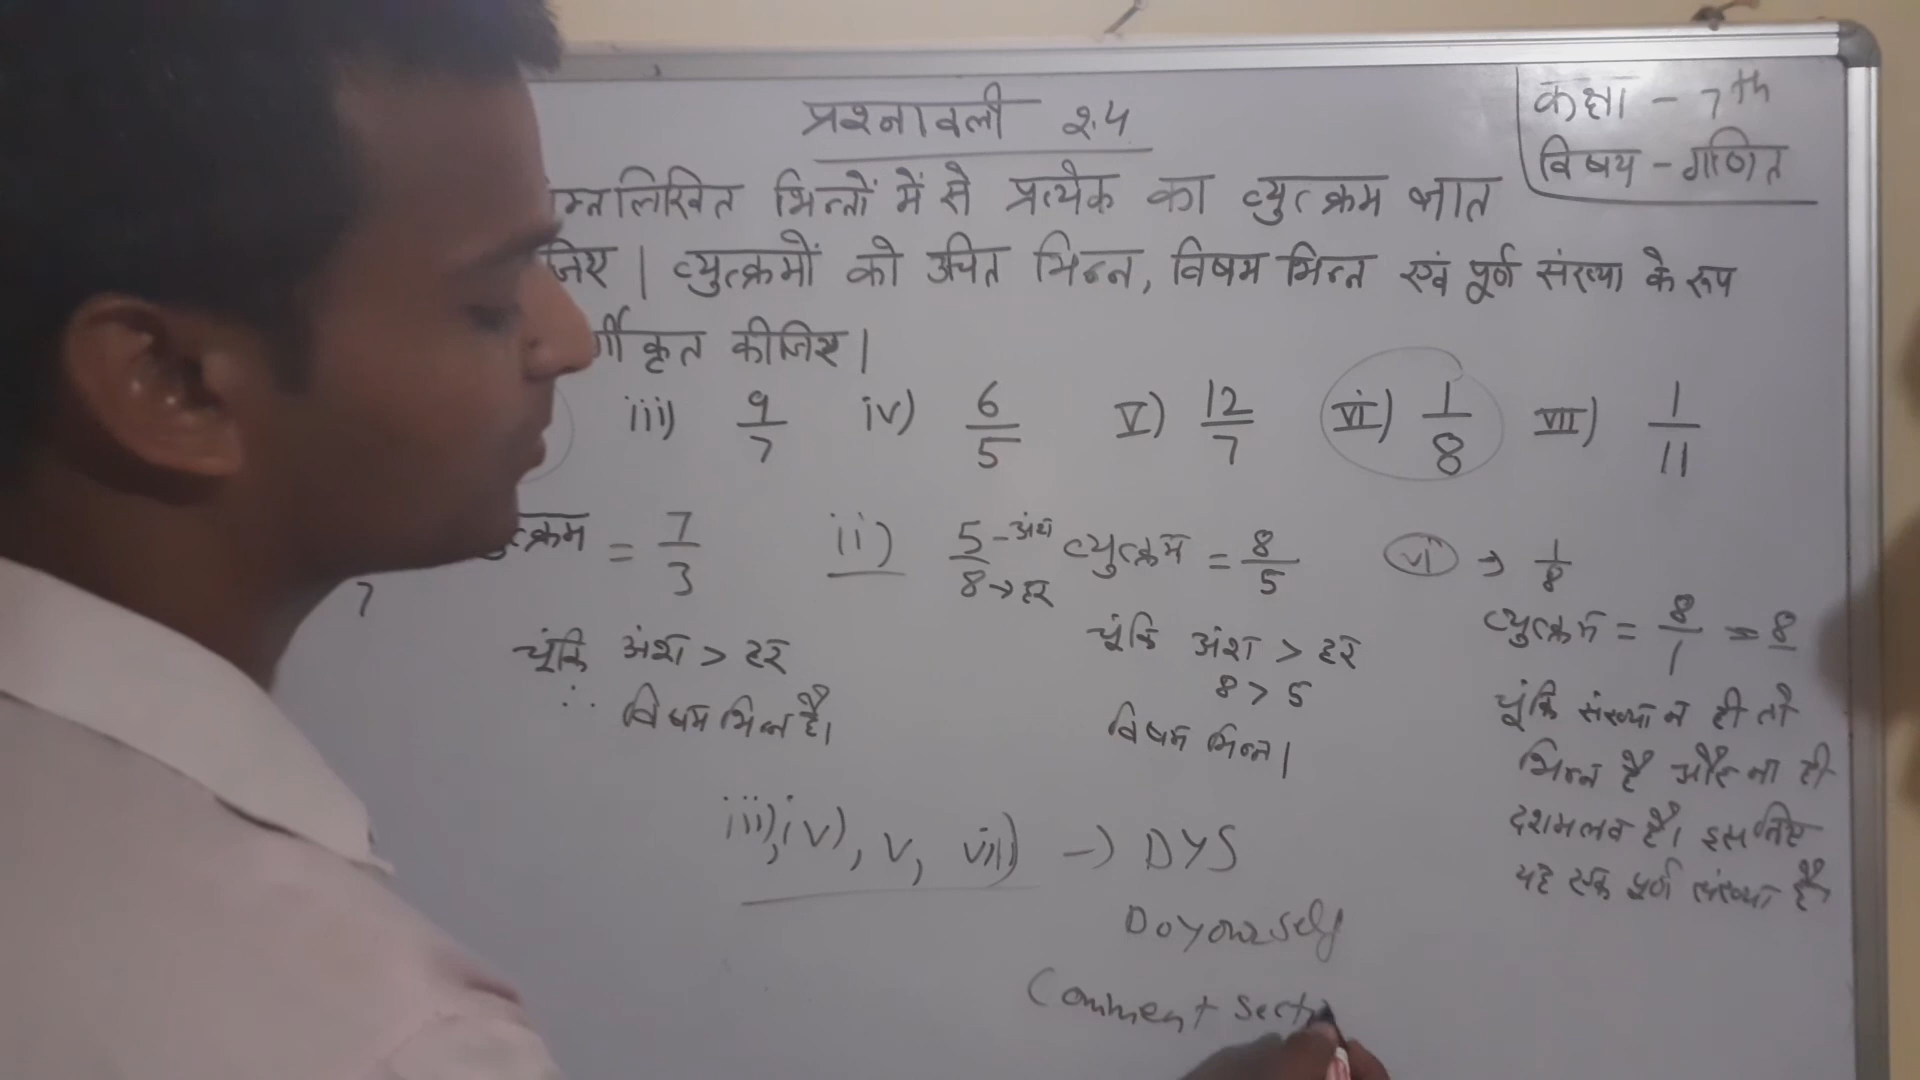 प्रश्नावली 2.4
कक्षा - 7th
विषय - गणित
म्नलिखित भिन्नों में से प्रत्येक का व्युत्क्रम ज्ञात
जिए । व्युत्क्रमों को उचित भिन्न, विषम भिन्न एवं पूर्ण संख्या के रूप
र्गीकृत कीजिए।
iii) 9/7 iv) 6/5 V) 12/7 VI) 1/8 VII) 1/11
व्युत्क्रम = 7/3
7
चूंकि अंश > हर
∴ विषम भिन्न है।
ii) 5/8 - अंश → हर व्युत्क्रम = 8/5
चूंकि अंश > हर
8 > 5
विषम भिन्न।
vi → 1/8
व्युत्क्रम = 8/1 = 8
चूंकि संख्या न ही तो
भिन्न है और ना ही
दशमलव है। इसलिए
यह एक पूर्ण संख्या है
iii), iv), v, vii) → DYS
Do yourself
Comment Secti